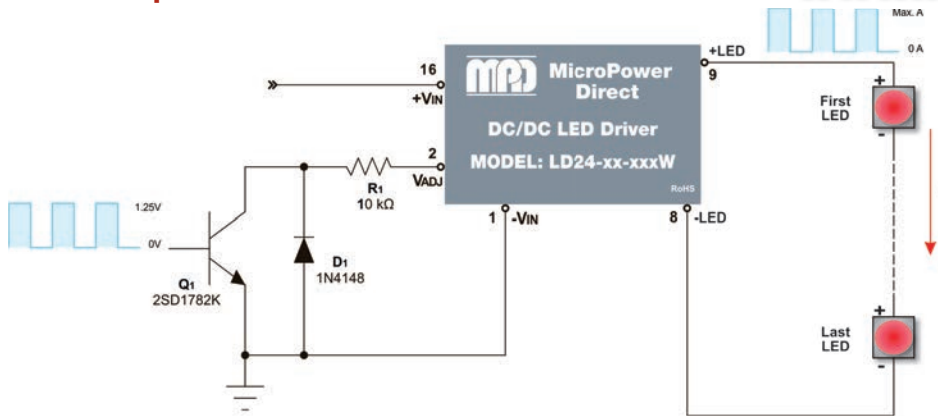 Max. A
0 A
+LED
9
16
+VIN
MPD
MicroPower
Direct
DC/DC LED Driver
MODEL: LD24-xx-xxxW
RoHS
2
VADJ
R1
10 kΩ
1
-VIN
8
-LED
+
First
LED
-
1.25V
0V
Q1
2SD1782K
D1
1N4148
+
Last
LED
-